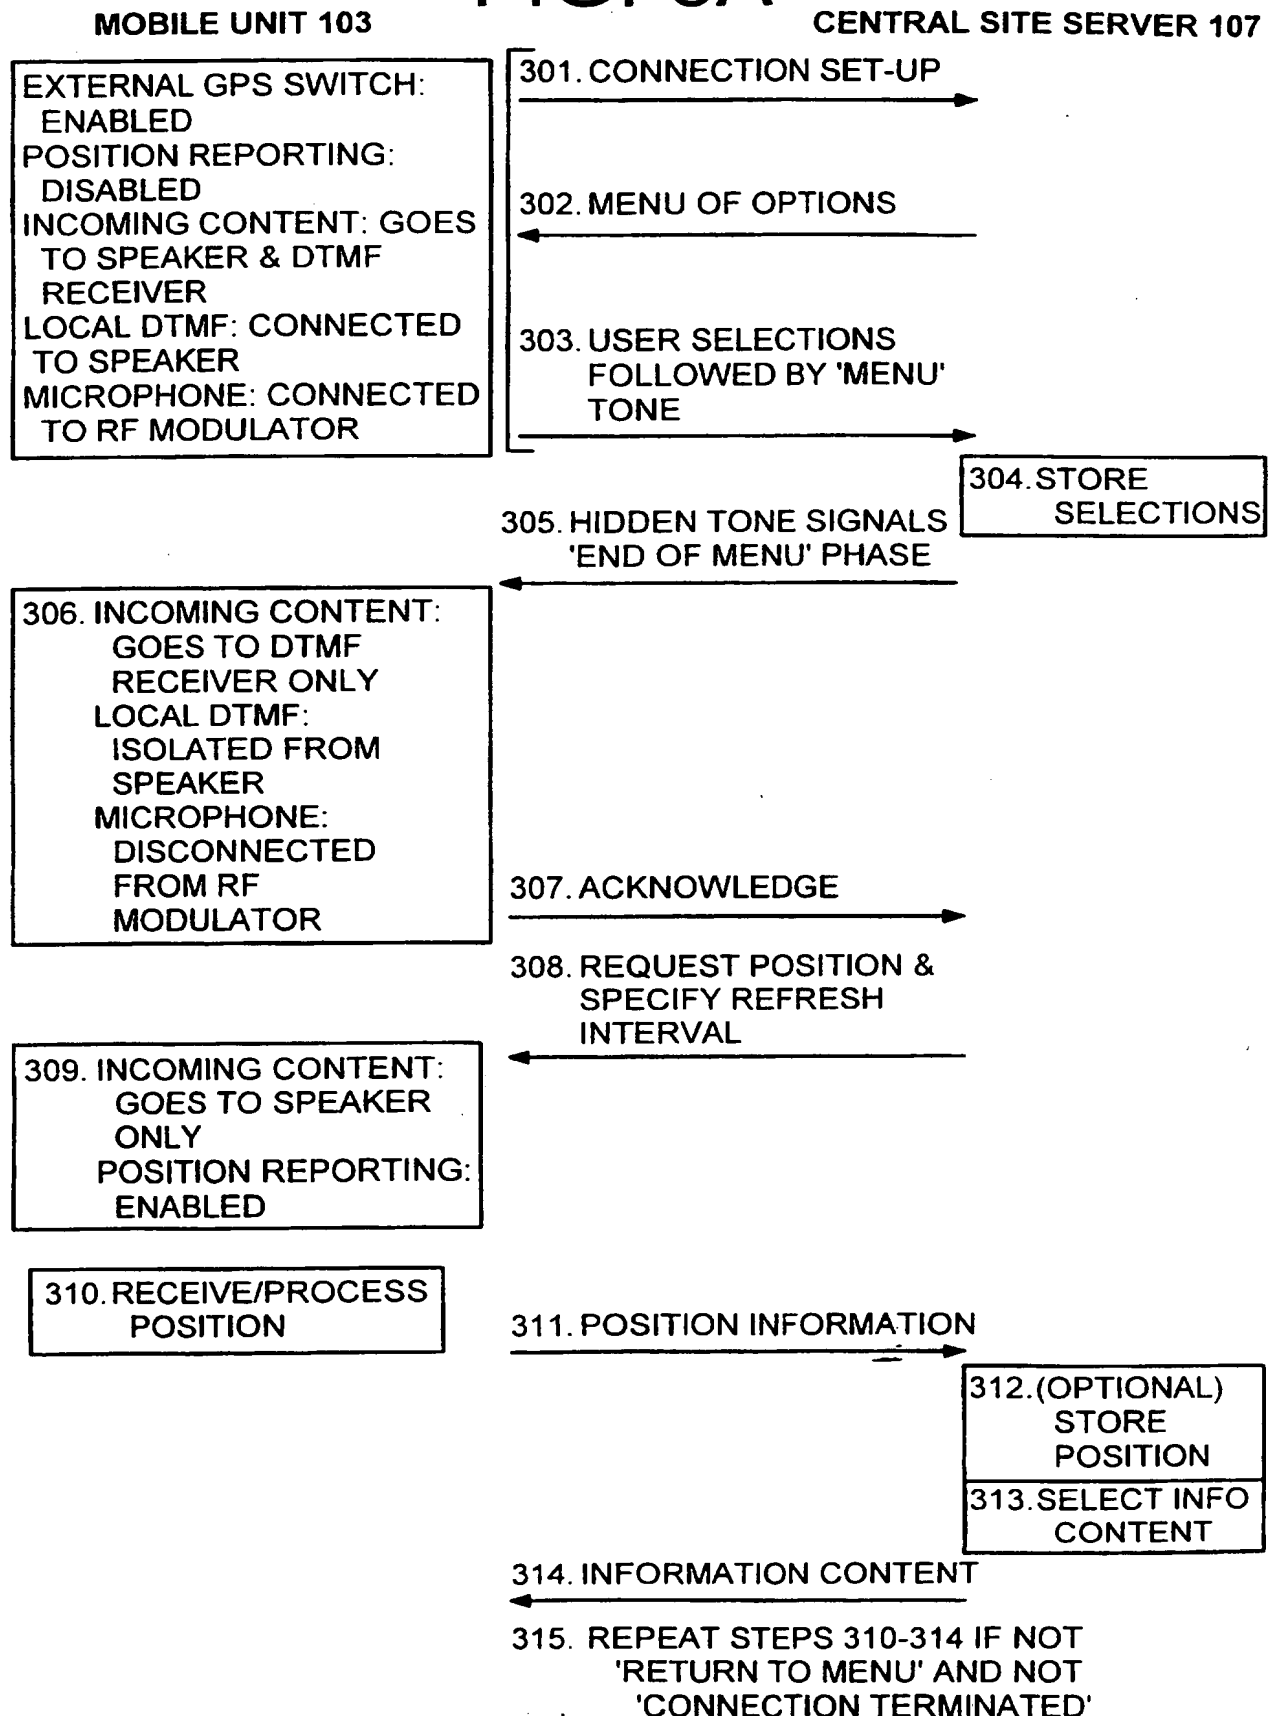 MOBILE UNIT 103
CENTRAL SITE SERVER 107
EXTERNAL GPS SWITCH:
ENABLED
POSITION REPORTING:
DISABLED
INCOMING CONTENT: GOES
TO SPEAKER & DTMF
RECEIVER
LOCAL DTMF: CONNECTED
TO SPEAKER
MICROPHONE: CONNECTED
TO RF MODULATOR
301. CONNECTION SET-UP
302. MENU OF OPTIONS
303. USER SELECTIONS
FOLLOWED BY 'MENU'
TONE
304. STORE
SELECTIONS
305. HIDDEN TONE SIGNALS
'END OF MENU' PHASE
306. INCOMING CONTENT:
GOES TO DTMF
RECEIVER ONLY
LOCAL DTMF:
ISOLATED FROM
SPEAKER
MICROPHONE:
DISCONNECTED
FROM RF
MODULATOR
307. ACKNOWLEDGE
308. REQUEST POSITION &
SPECIFY REFRESH
INTERVAL
309. INCOMING CONTENT:
GOES TO SPEAKER
ONLY
POSITION REPORTING:
ENABLED
310. RECEIVE/PROCESS
POSITION
311. POSITION INFORMATION
312. (OPTIONAL)
STORE
POSITION
313. SELECT INFO
CONTENT
314. INFORMATION CONTENT
315. REPEAT STEPS 310-314 IF NOT
'RETURN TO MENU' AND NOT
'CONNECTION TERMINATED'